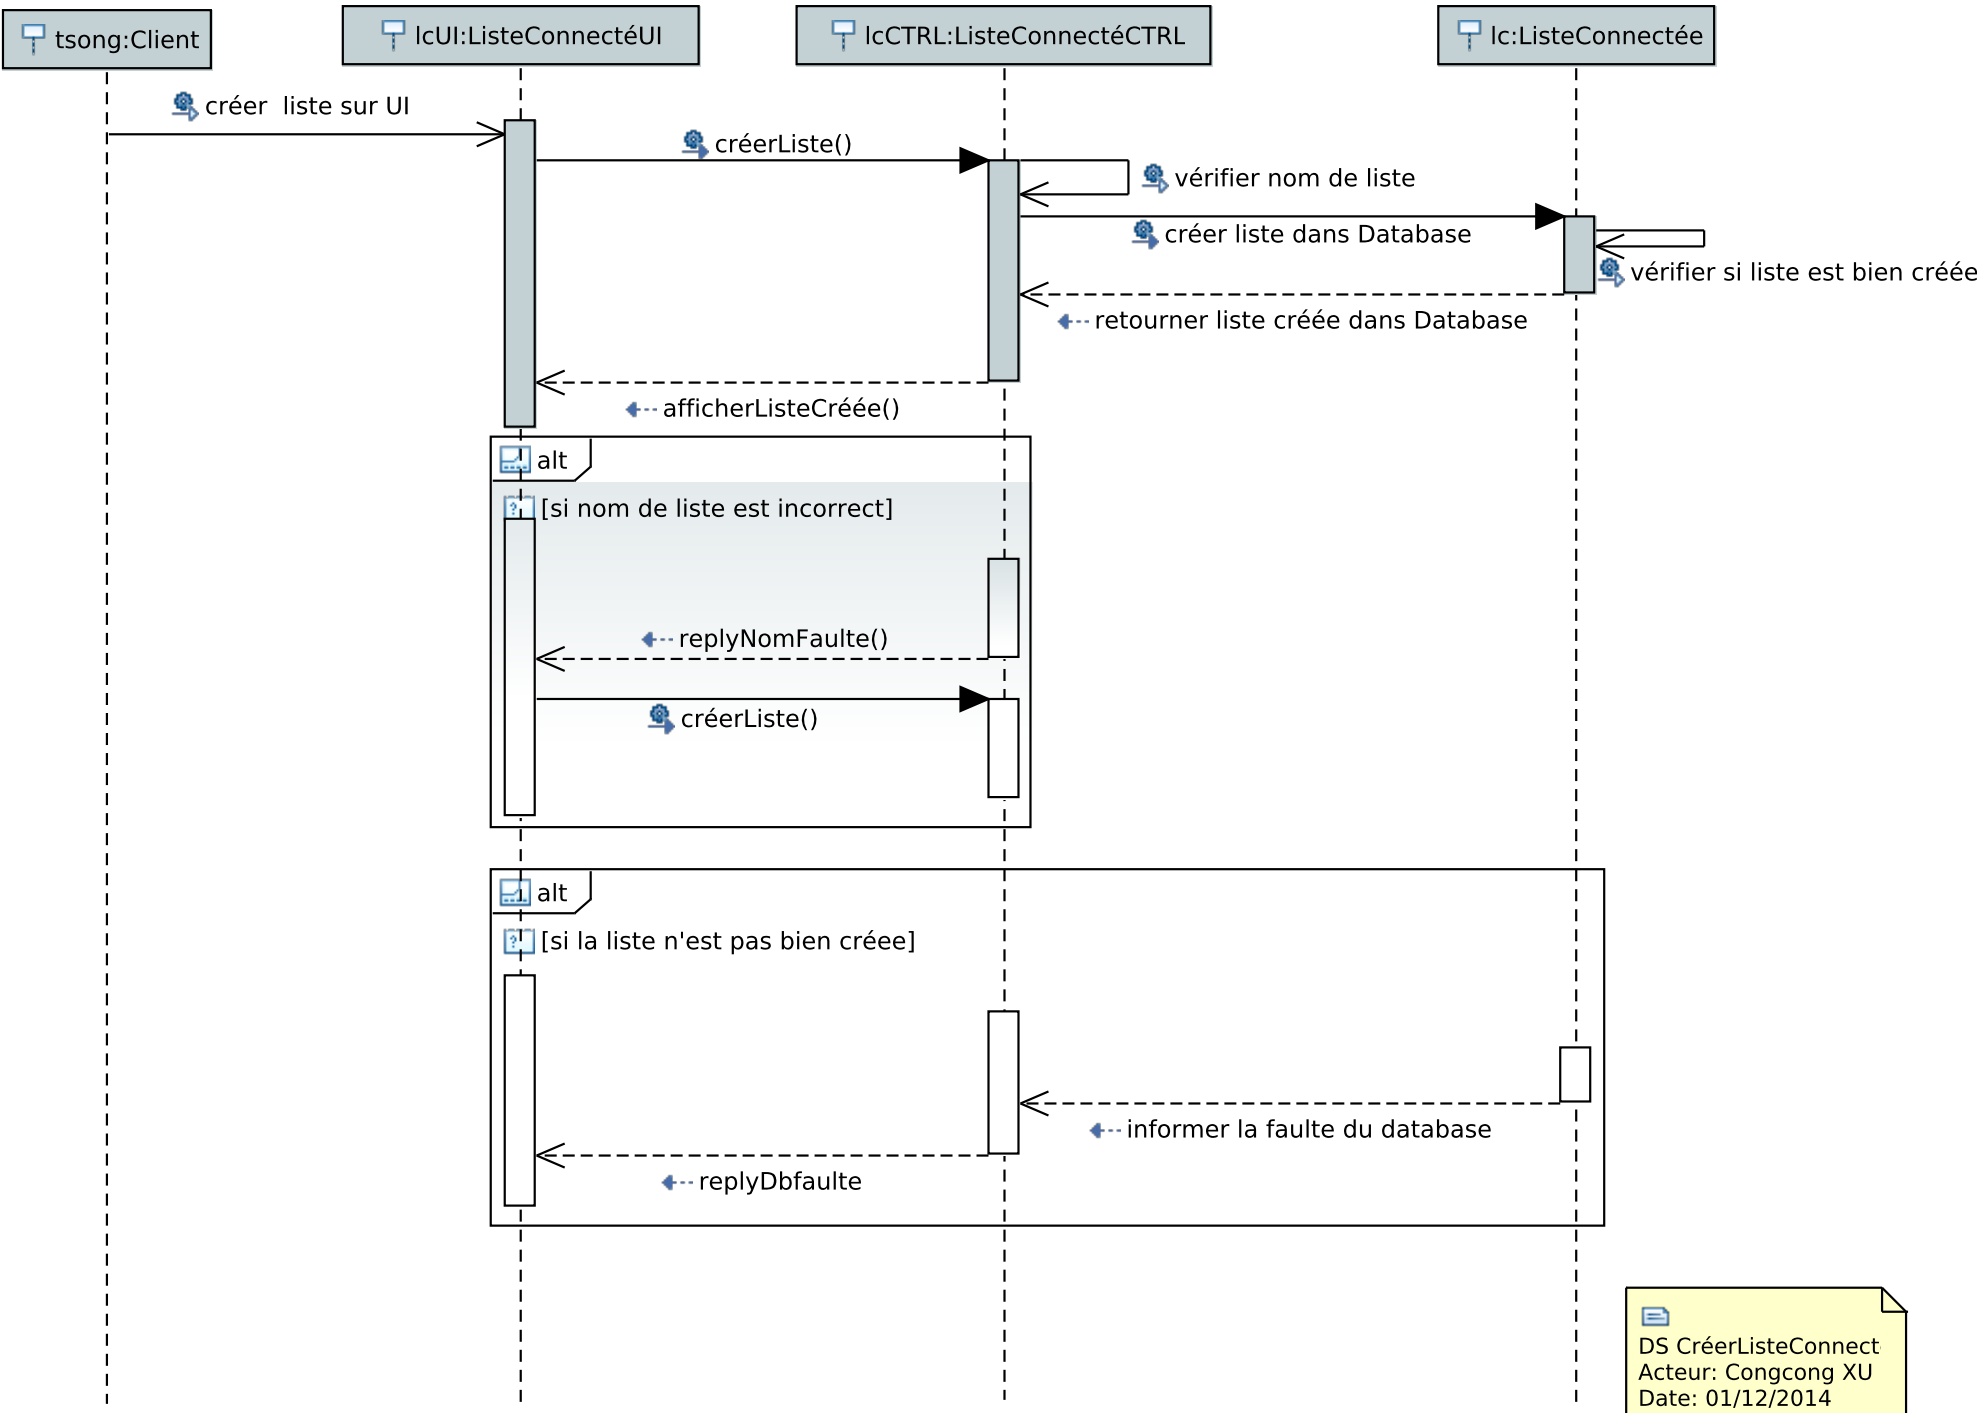 tsong:Client
lcUI:ListeConnectéUI
lcCTRL:ListeConnectéCTRL
lc:ListeConnectée
créer  liste sur UI
créerListe()
vérifier nom de liste
créer liste dans Database
vérifier si liste est bien créée
retourner liste créée dans Database
afficherListeCréée()
alt
[si nom de liste est incorrect]
replyNomFaulte()
créerListe()
alt
[si la liste n'est pas bien créee]
informer la faulte du database
replyDbfaulte
DS CréerListeConnect
Acteur: Congcong XU
Date: 01/12/2014